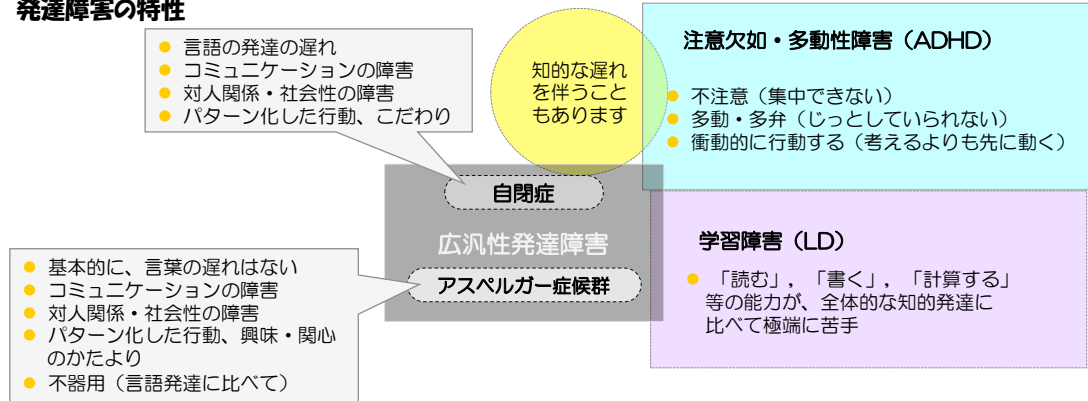 発達障害の特性
● 言語の発達の遅れ
● コミュニケーションの障害
● 対人関係・社会性の障害
● パターン化した行動、こだわり
知的な遅れ
を伴うこと
もあります
注意欠如・多動性障害（ADHD）
● 不注意（集中できない）
● 多動・多弁（じっとしていられない）
● 衝動的に行動する（考えるよりも先に動く）
自閉症
広汎性発達障害
アスペルガー症候群
● 基本的に、言葉の遅れはない
● コミュニケーションの障害
● 対人関係・社会性の障害
● パターン化した行動、興味・関心
のかたより
● 不器用（言語発達に比べて）
学習障害（LD）
● 「読む」，「書く」，「計算する」
等の能力が、全体的な知的発達に
比べて極端に苦手